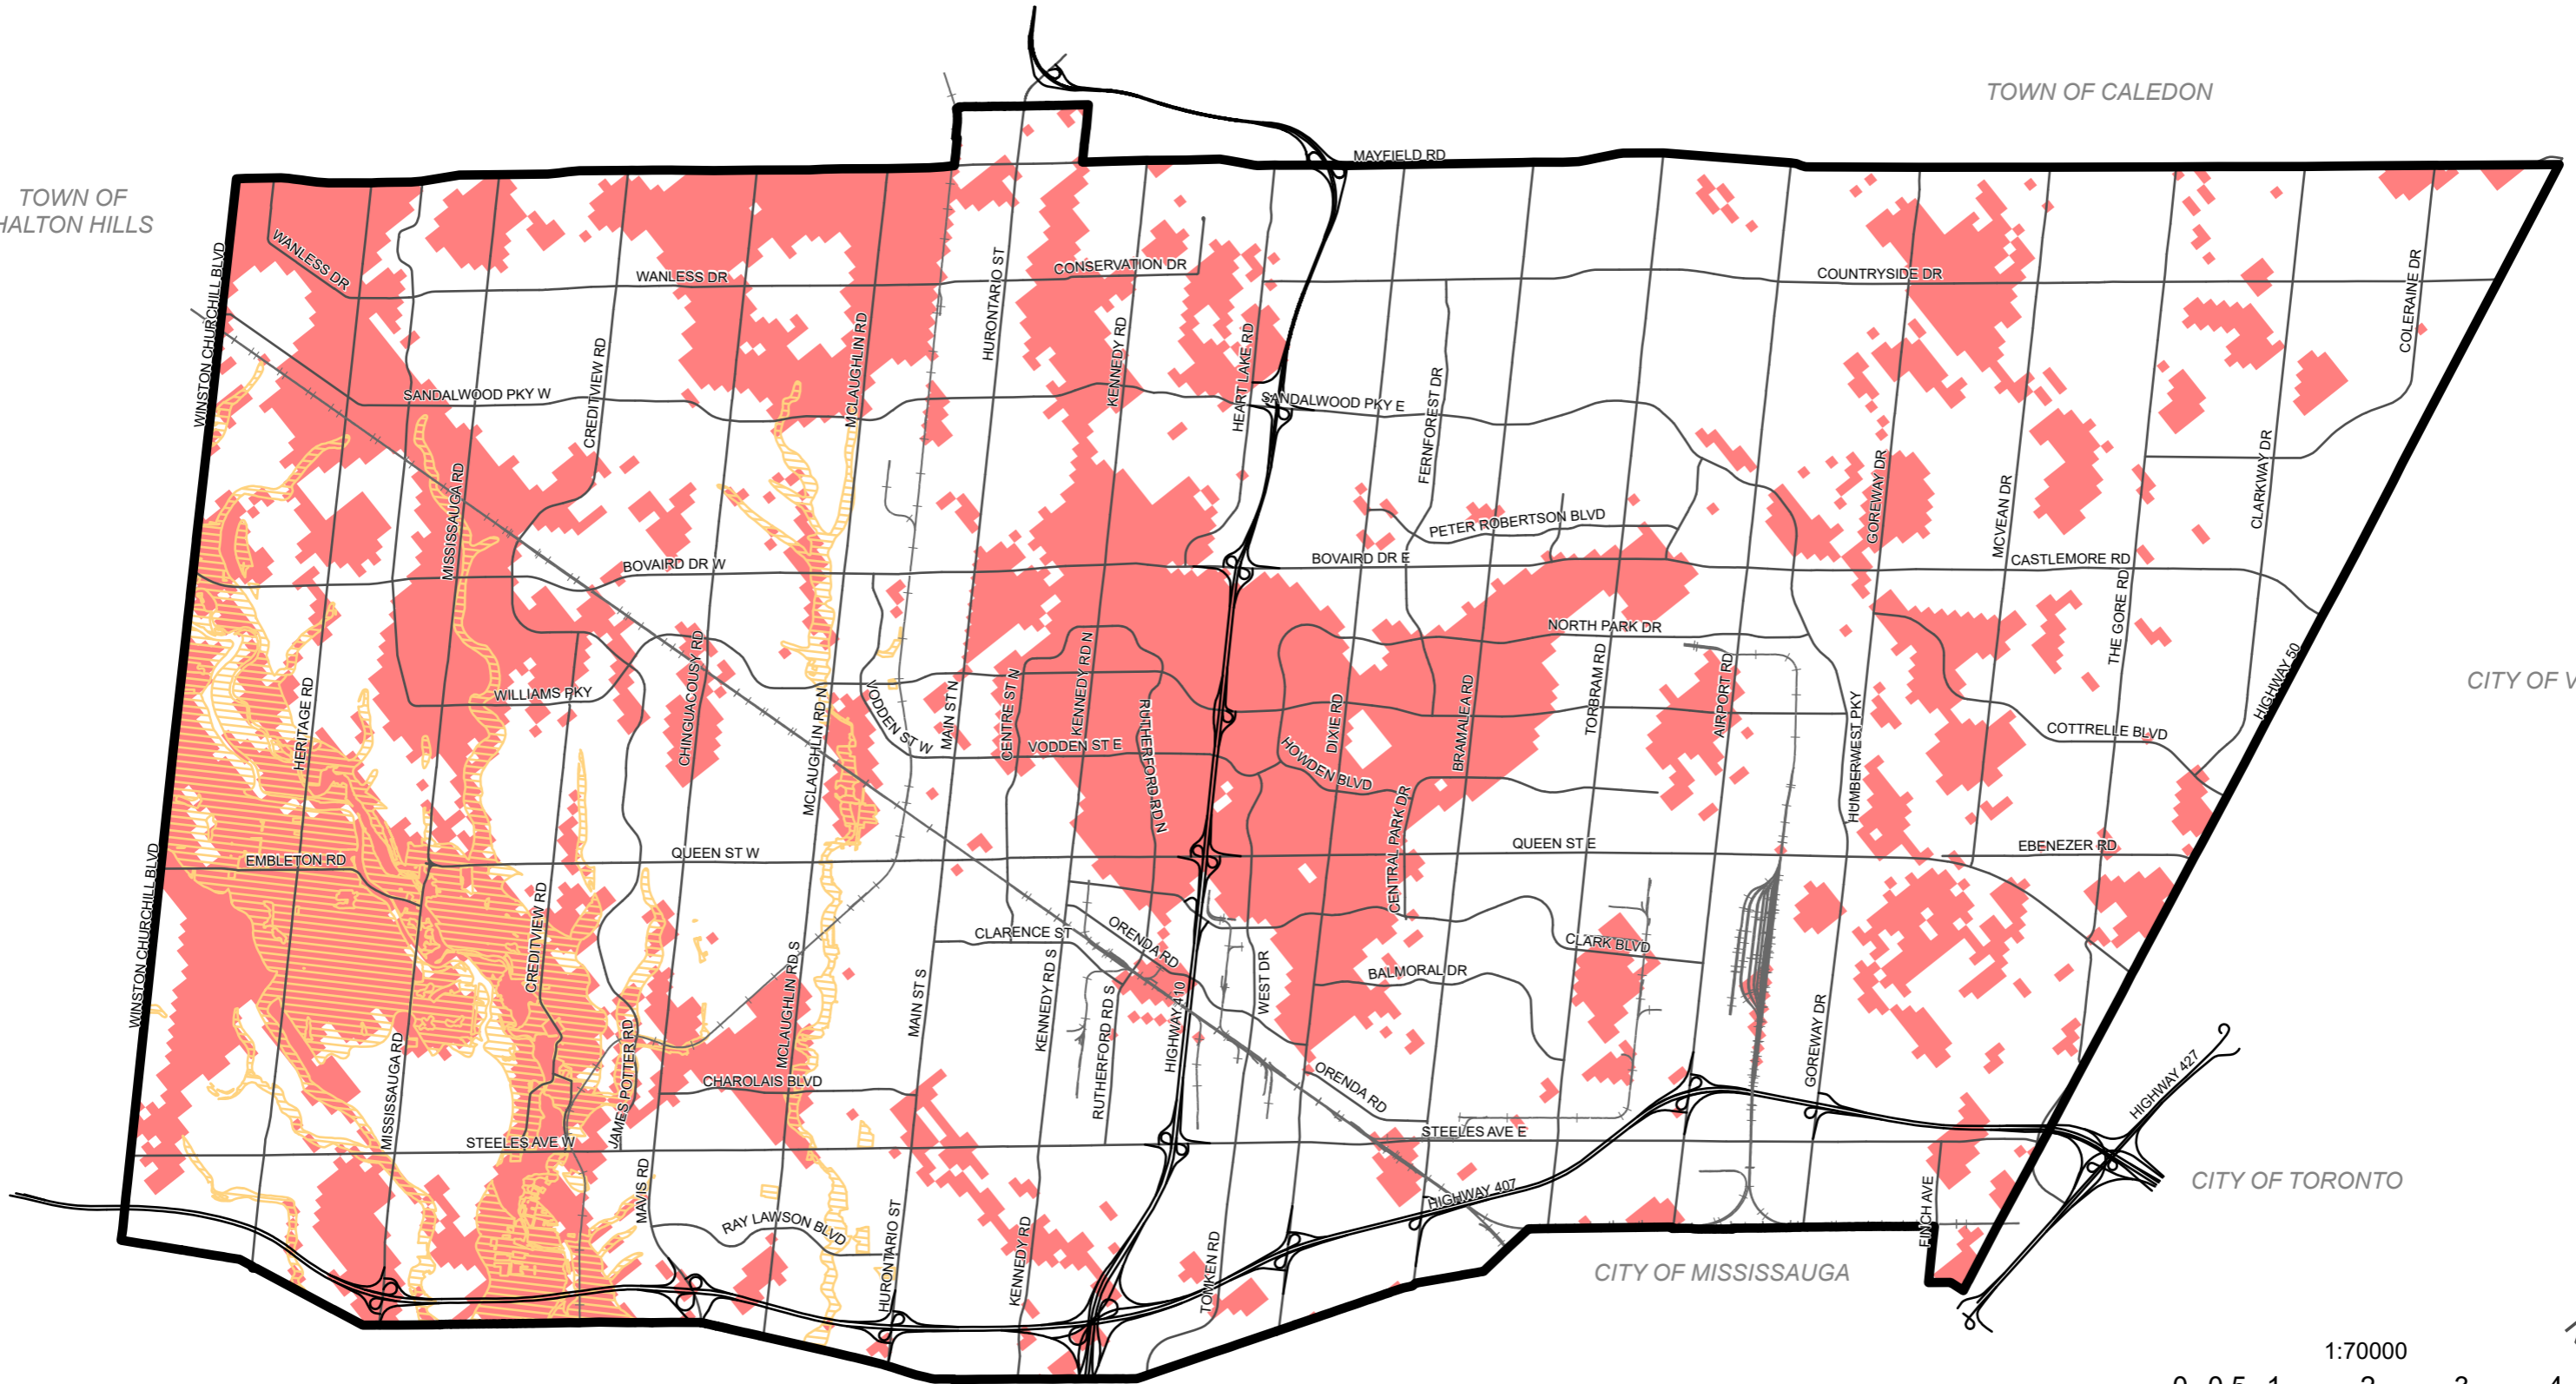 TOWN OF CALEDON
MAYFIELD RD
TOWN OF
HALTON HILLS
WANLESS DR
WINSTON CHURCHILL BLVD
WANLESS DR
CONSERVATION DR
HURONTARIO ST
COUNTRYSIDE DR
COLERAINE DR
CREDITVIEW RD
MCLAUGHLIN RD
KENNEDY RD
HEART LAKE RD
SANDALWOOD PKY W
SANDALWOOD PKY E
FERNFOREST DR
MISSISSAUGA RD
GOREWAY DR
MCVEAN DR
CLARKWAY DR
PETER ROBERTSON BLVD
BOVAIRD DR W
BOVAIRD DR E
CASTLEMORE RD
THE GORE RD
NORTH PARK DR
HERITAGE RD
WILLIAMS PKY
CHINGUACOUSY RD
MCLAUGHLIN RD N
VODDEN ST W
MAIN ST N
CENTRE ST N
KENNEDY RD N
RUTHERFORD RD N
VODDEN ST E
HOWDEN BLVD
DIXIE RD
BRAMALEA RD
TORBRAM RD
AIRPORT RD
HUMBERWEST PKY
HIGHWAY 50
CITY OF V
COTTRELLE BLVD
CENTRAL PARK DR
WINSTON CHURCHILL BLVD
EMBLETON RD
QUEEN ST W
QUEEN ST E
EBENEZER RD
CREDITVIEW RD
CLARENCE ST
ORENDA RD
CLARK BLVD
BALMORAL DR
MISSISSAUGA RD
JAMES POTTER RD
MCLAUGHLIN RD S
MAIN ST S
KENNEDY RD S
RUTHERFORD RD S
HIGHWAY 410
WEST DR
GOREWAY DR
CHAROLAIS BLVD
ORENDA RD
HIGHWAY 427
STEELES AVE W
STEELES AVE E
MAVIS RD
RAY LAWSON BLVD
HURONTARIO ST
KENNEDY RD
TOMKEN RD
HIGHWAY 407
FINCH AVE
CITY OF TORONTO
CITY OF MISSISSAUGA
1:70000
0 0.5 1 2 3 4